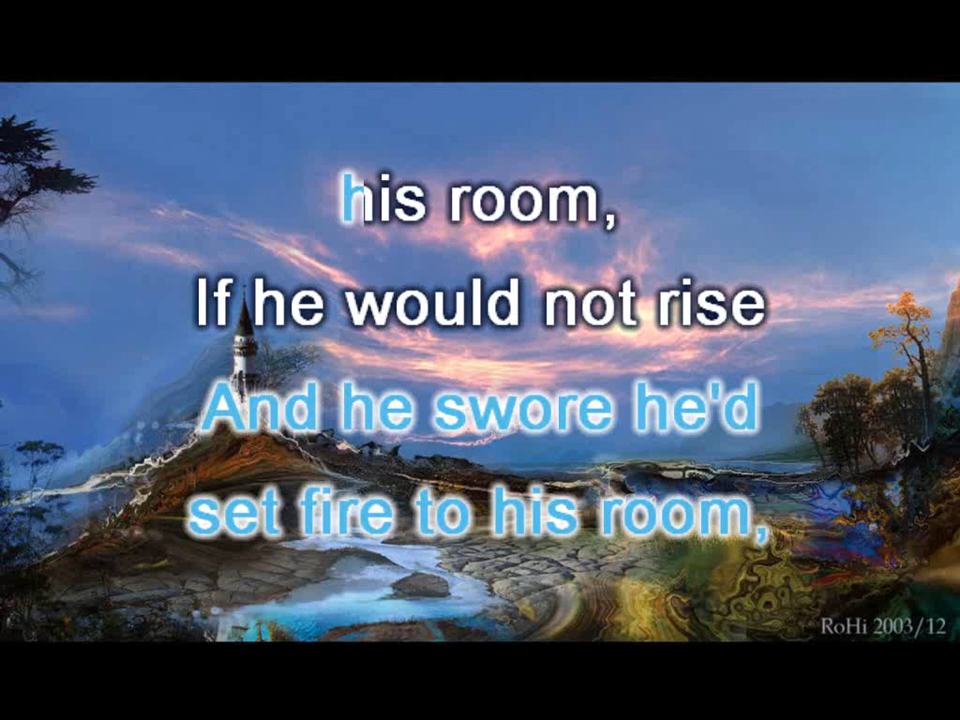 his room,
If he would not rise
And he swore he'd
set fire to his room,
RoHi 2003/12